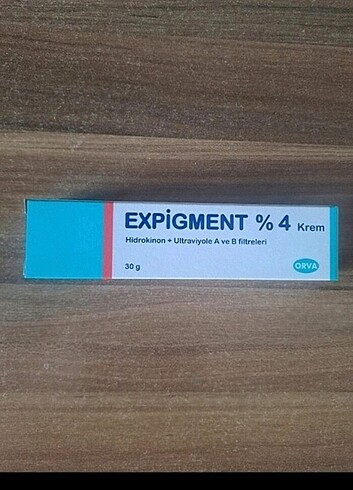 EXPİGMENT % 4 Krem
Hidrokinon + Ultraviyole A ve B filtreleri
30 g
ORVA